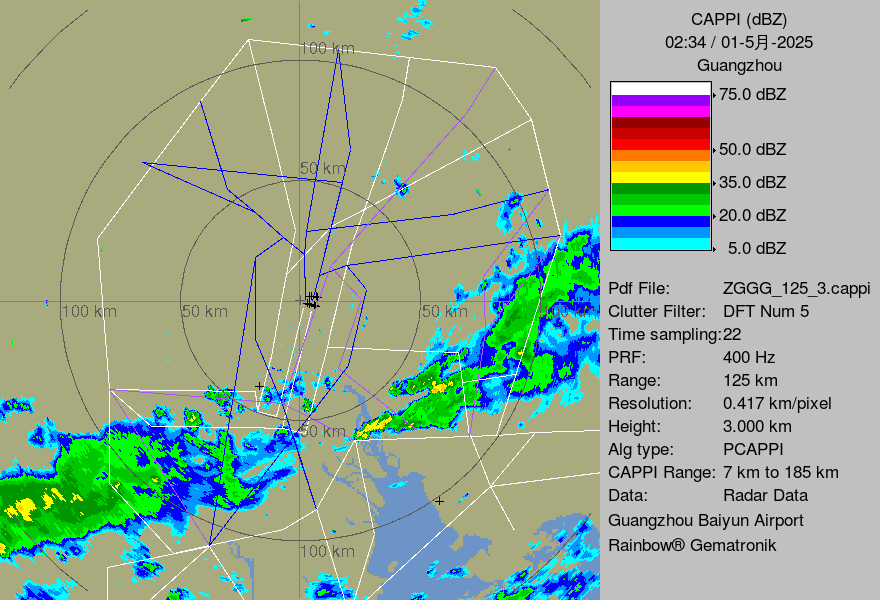 CAPPI (dBZ)
02:34 / 01-5月-2025
Guangzhou
75.0 dBZ
50.0 dBZ
35.0 dBZ
20.0 dBZ
5.0 dBZ
Pdf File: ZGGG_125_3.cappi
Clutter Filter: DFT Num 5
Time sampling:22
PRF: 400 Hz
Range: 125 km
Resolution: 0.417 km/pixel
Height: 3.000 km
Alg type: PCAPPI
CAPPI Range: 7 km to 185 km
Data: Radar Data
Guangzhou Baiyun Airport
Rainbow® Gematronik
100 km
50 km
100 km
50 km
50 km
100 km
50 km
100 km